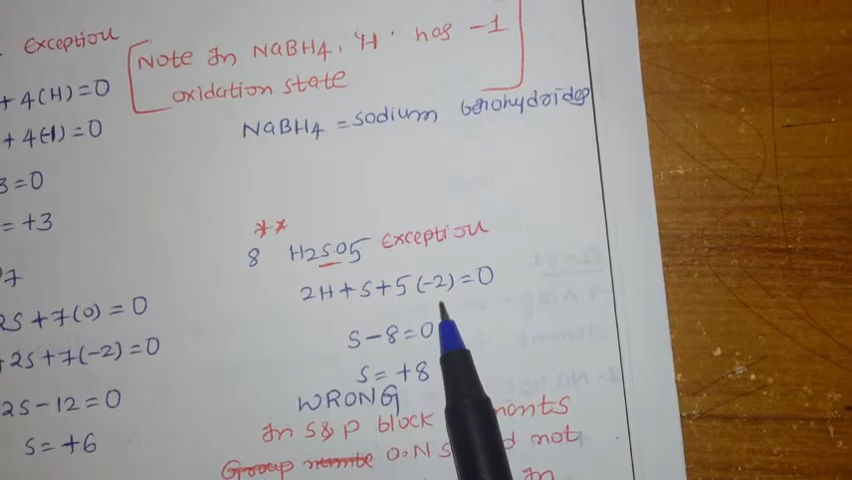 Exception
+ 4(H) = 0
+ 4(-1) = 0
3 = 0
= +3
7
2S + 7(0) = 0
+ 2S + 7(-2) = 0
2S - 12 = 0
S = +6
Note In NaBH4, 'H' has -1
oxidation state
NaBH4 = sodium
** 
8 H2SO5 Exception
2H + S + 5(-2) = 0
S - 8 = 0
S = +8
WRONG
In S & P block
O.N not
In